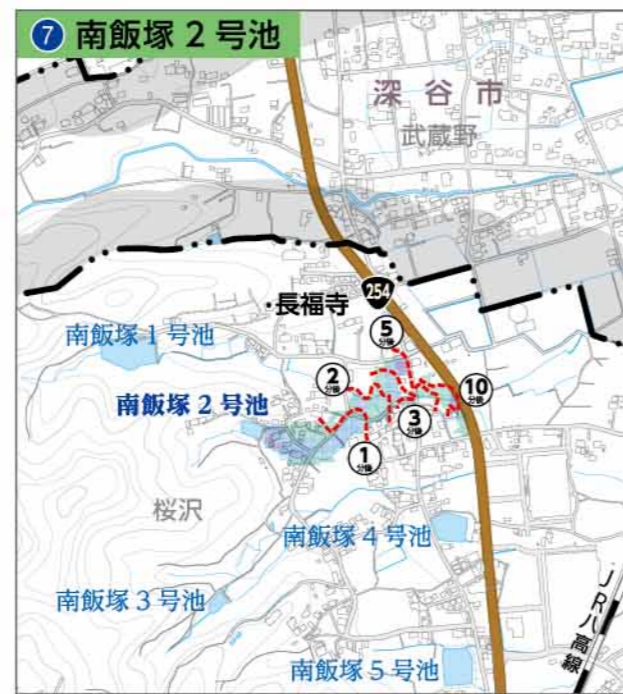 7 南飯塚2号池
深谷市
武蔵野
254
長福寺
5分後
南飯塚1号池
2分後
10分後
南飯塚2号池
3分後
1分後
桜沢
南飯塚4号池
南飯塚3号池
JR八高線
南飯塚5号池